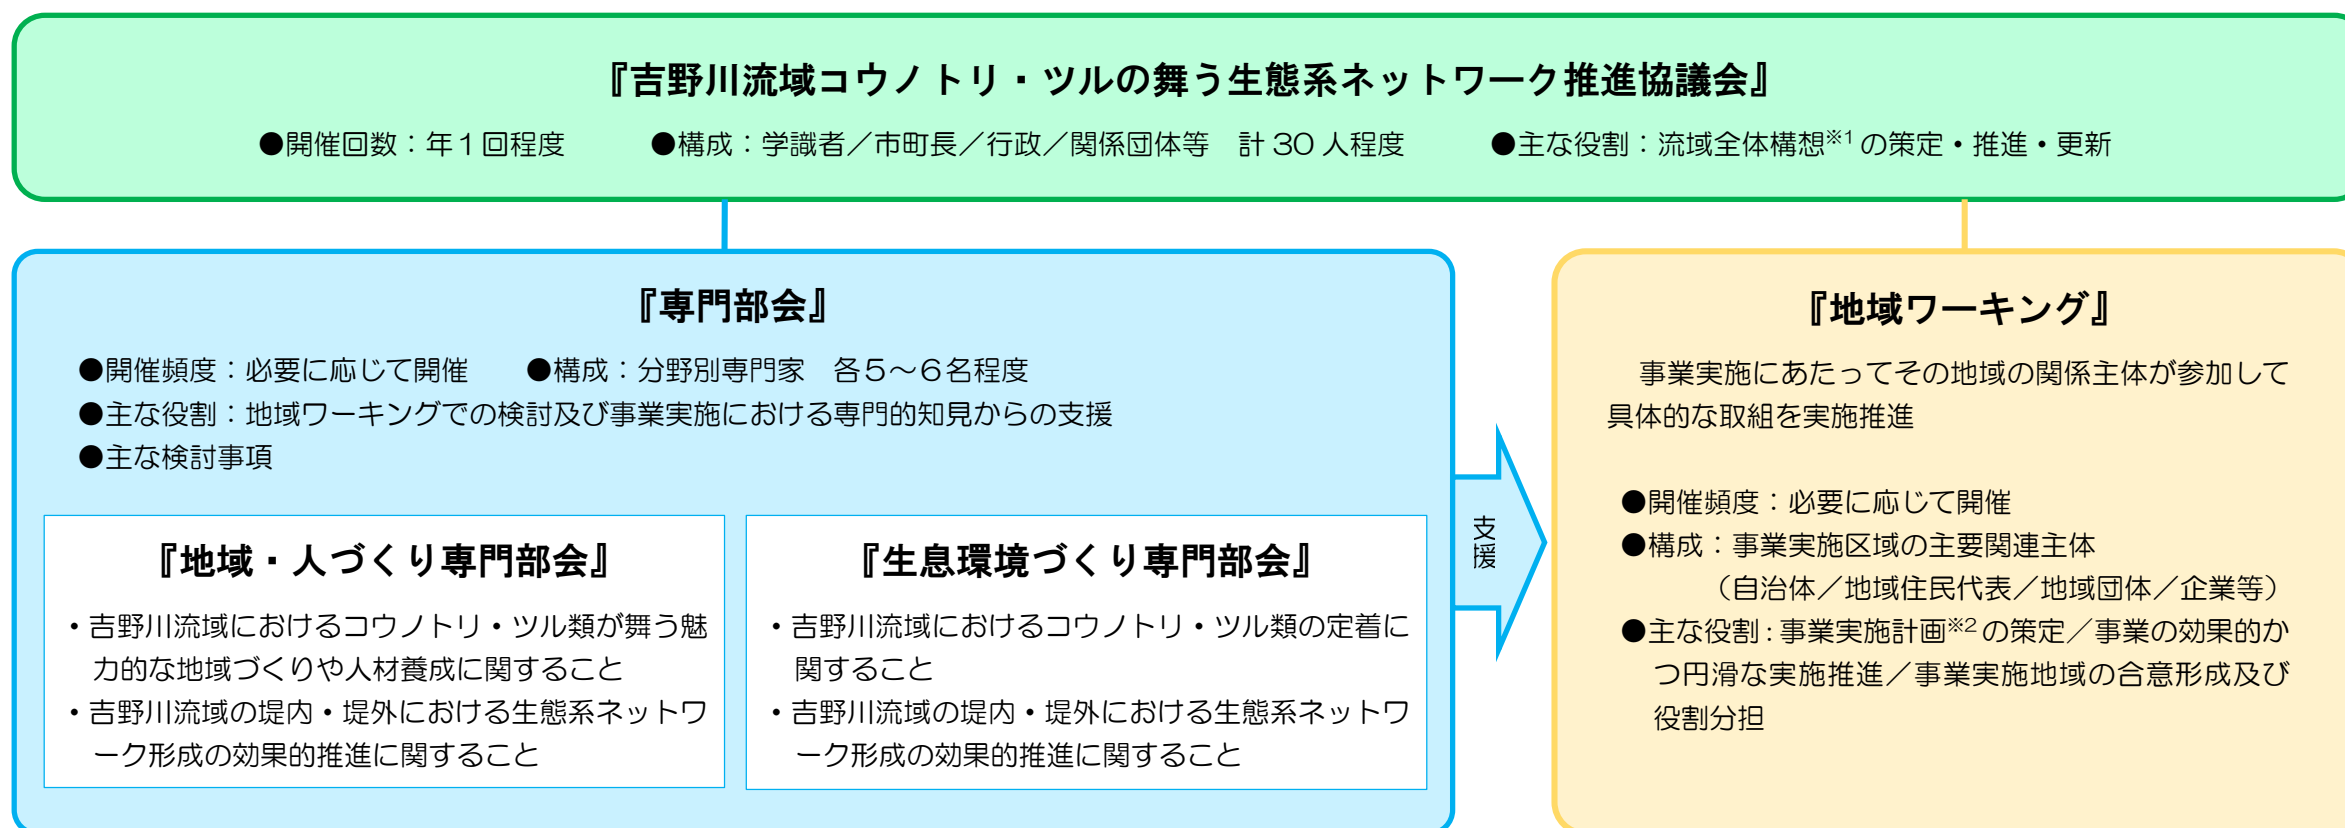 『吉野川流域コウノトリ・ツルの舞う生態系ネットワーク推進協議会』
●開催回数：年１回程度　●構成：学識者／市町長／行政／関係団体等　計 30 人程度　●主な役割：流域全体構想※1 の策定・推進・更新
『専門部会』
●開催頻度：必要に応じて開催　●構成：分野別専門家　各５～６名程度
●主な役割：地域ワーキングでの検討及び事業実施における専門的知見からの支援
●主な検討事項
『地域・人づくり専門部会』
・吉野川流域におけるコウノトリ・ツル類が舞う魅
力的な地域づくりや人材養成に関すること
・吉野川流域の堤内・堤外における生態系ネットワ
ーク形成の効果的推進に関すること
『生息環境づくり専門部会』
・吉野川流域におけるコウノトリ・ツル類の定着に
関すること
・吉野川流域の堤内・堤外における生態系ネットワ
ーク形成の効果的推進に関すること
支援
『地域ワーキング』
事業実施にあたってその地域の関係主体が参加して
具体的な取組を実施推進
●開催頻度：必要に応じて開催
●構成：事業実施区域の主要関連主体
（自治体／地域住民代表／地域団体／企業等）
●主な役割：事業実施計画※2 の策定／事業の効果的か
つ円滑な実施推進／事業実施地域の合意形成及び
役割分担